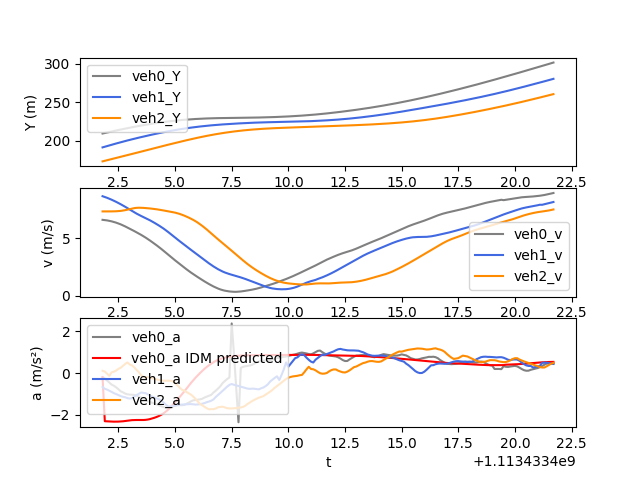 300
250
200
Y (m)
veh0_Y
veh1_Y
veh2_Y
2.5 5.0 7.5 10.0 12.5 15.0 17.5 20.0 22.5
5
0
v (m/s)
veh0_v
veh1_v
veh2_v
2.5 5.0 7.5 10.0 12.5 15.0 17.5 20.0 22.5
2
0
−2
a (m/s²)
veh0_a
veh0_a IDM predicted
veh1_a
veh2_a
2.5 5.0 7.5 10.0 12.5 15.0 17.5 20.0 22.5
t
+1.1134334e9